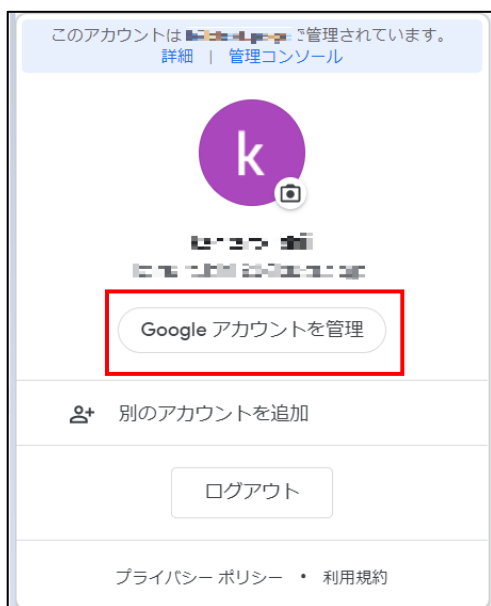 このアカウントは で管理されています。
詳細 | 管理コンソール
k
Google アカウントを管理
別のアカウントを追加
ログアウト
プライバシー ポリシー • 利用規約